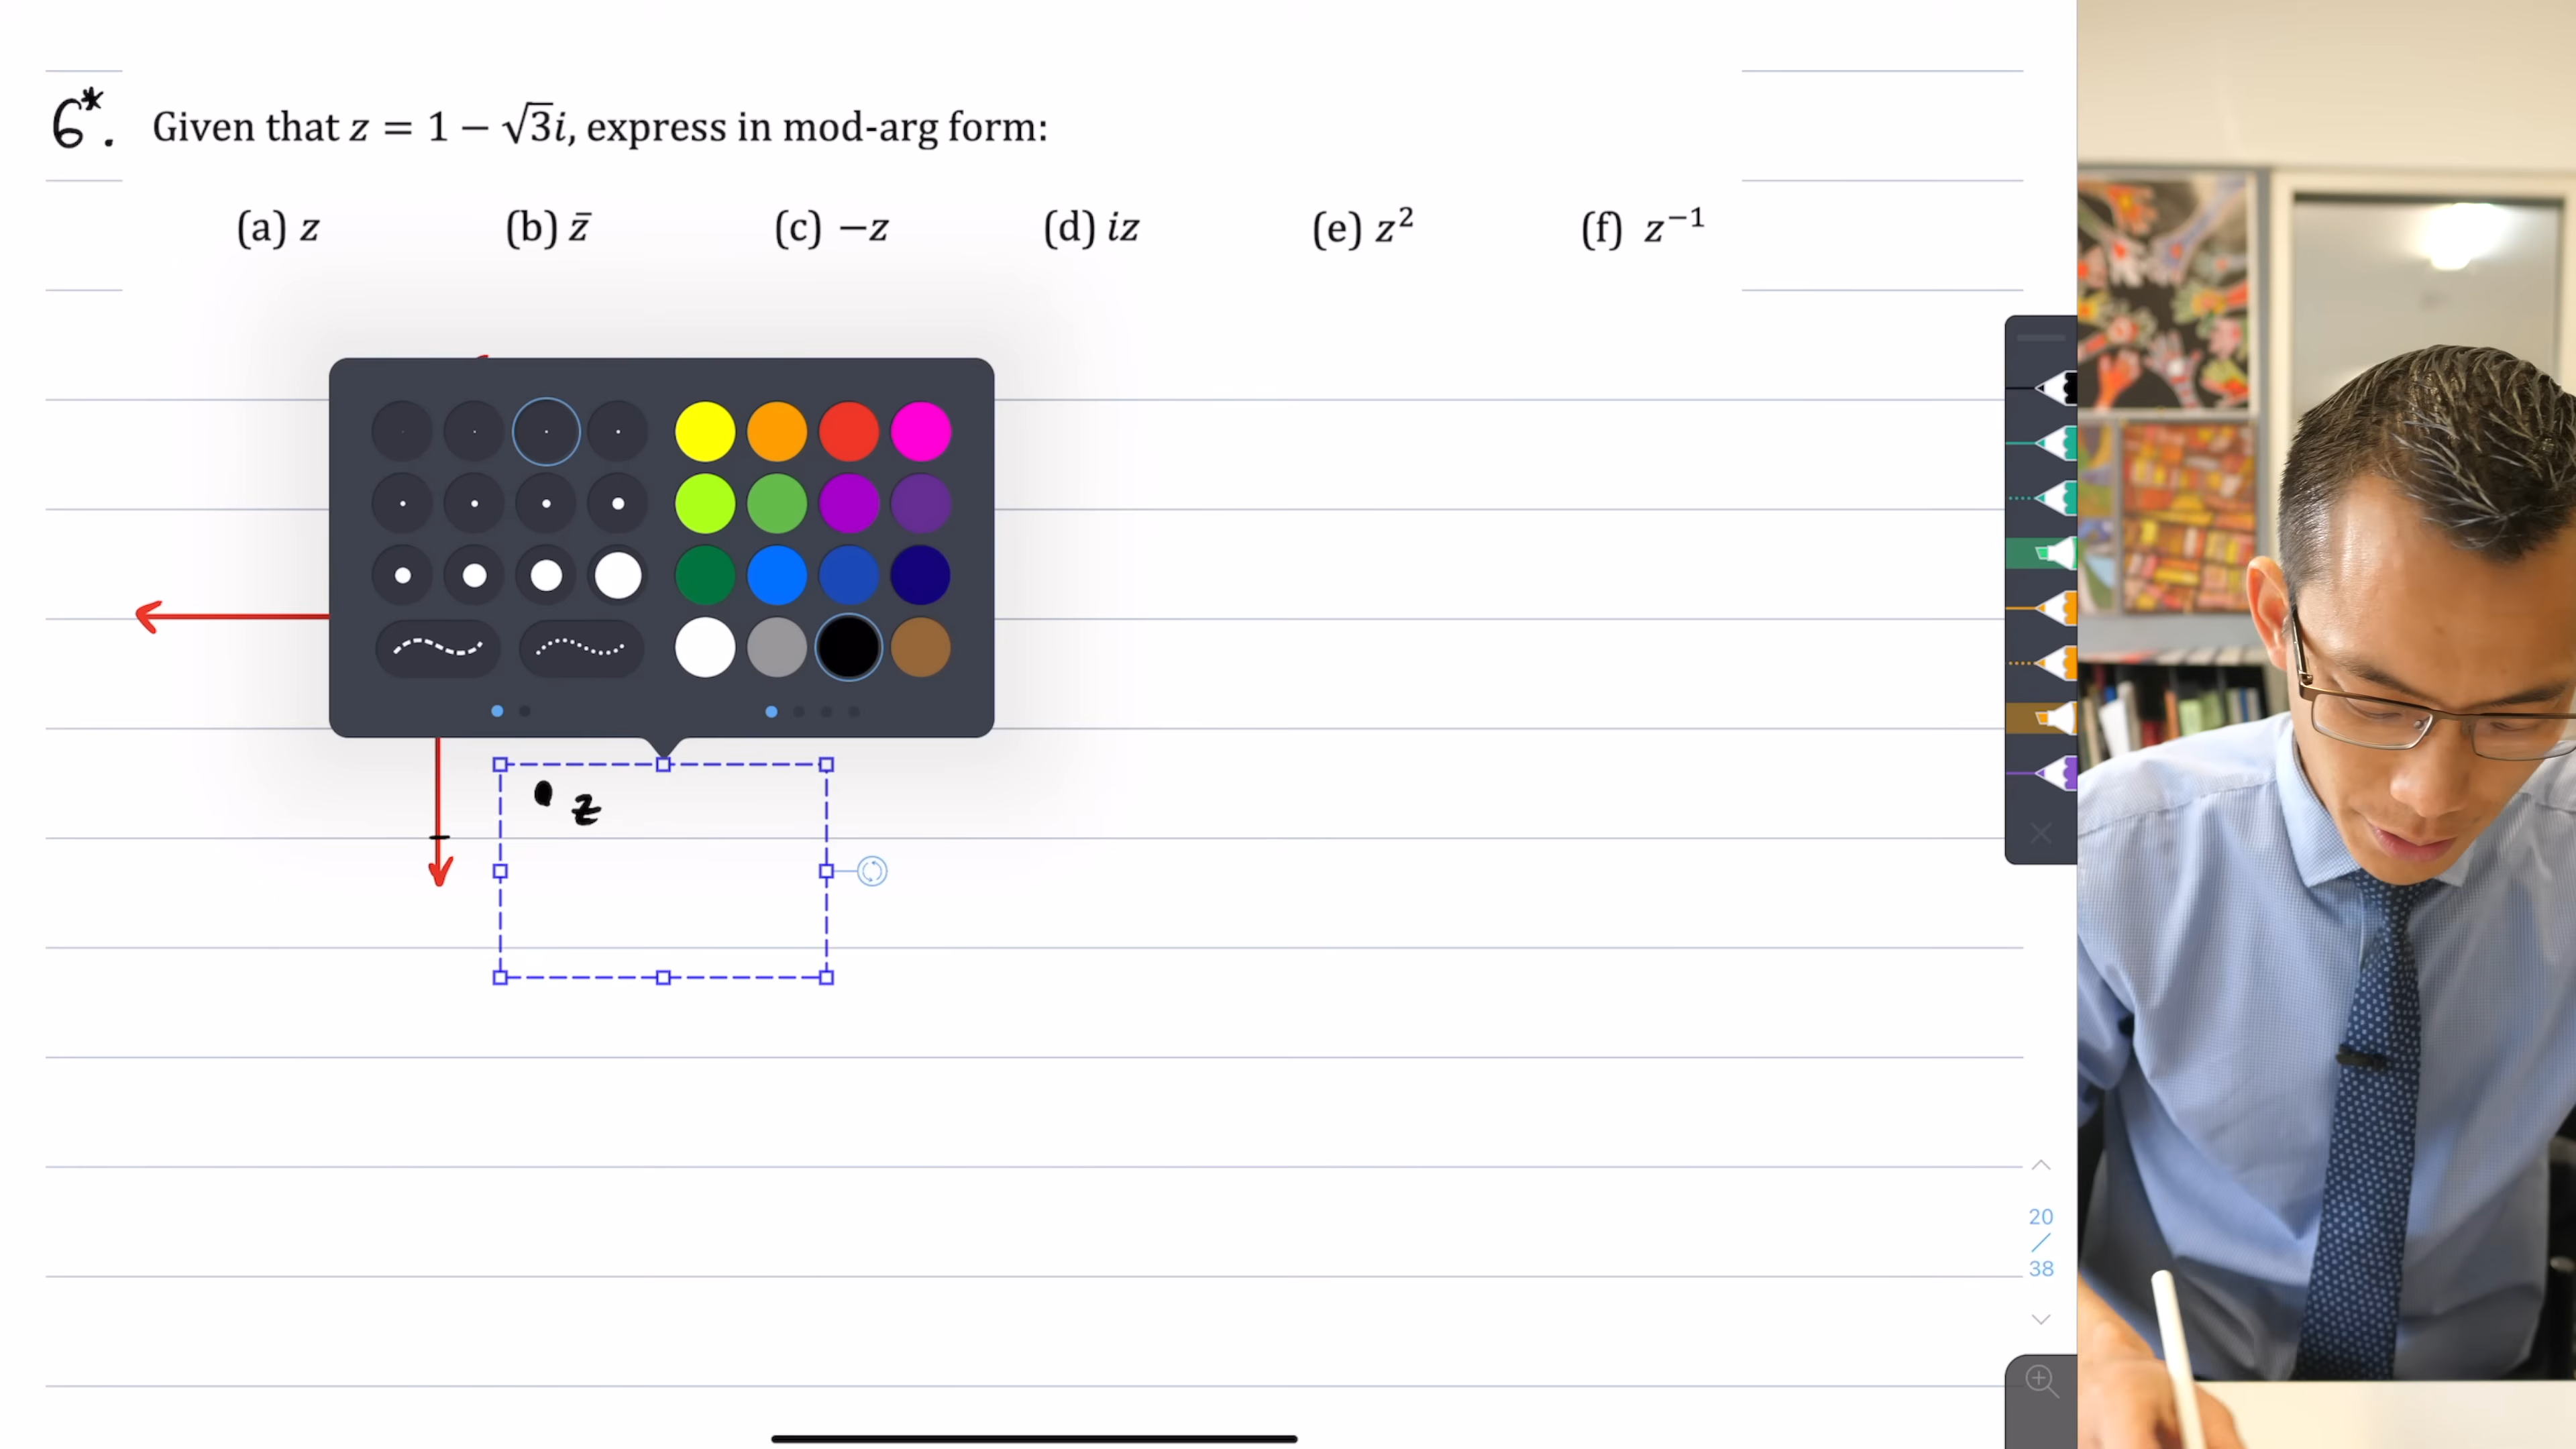 6*. Given that z = 1 − √3i, express in mod-arg form:
(a) z (b) z̄ (c) −z (d) iz (e) z² (f) z⁻¹
z
20
/
38